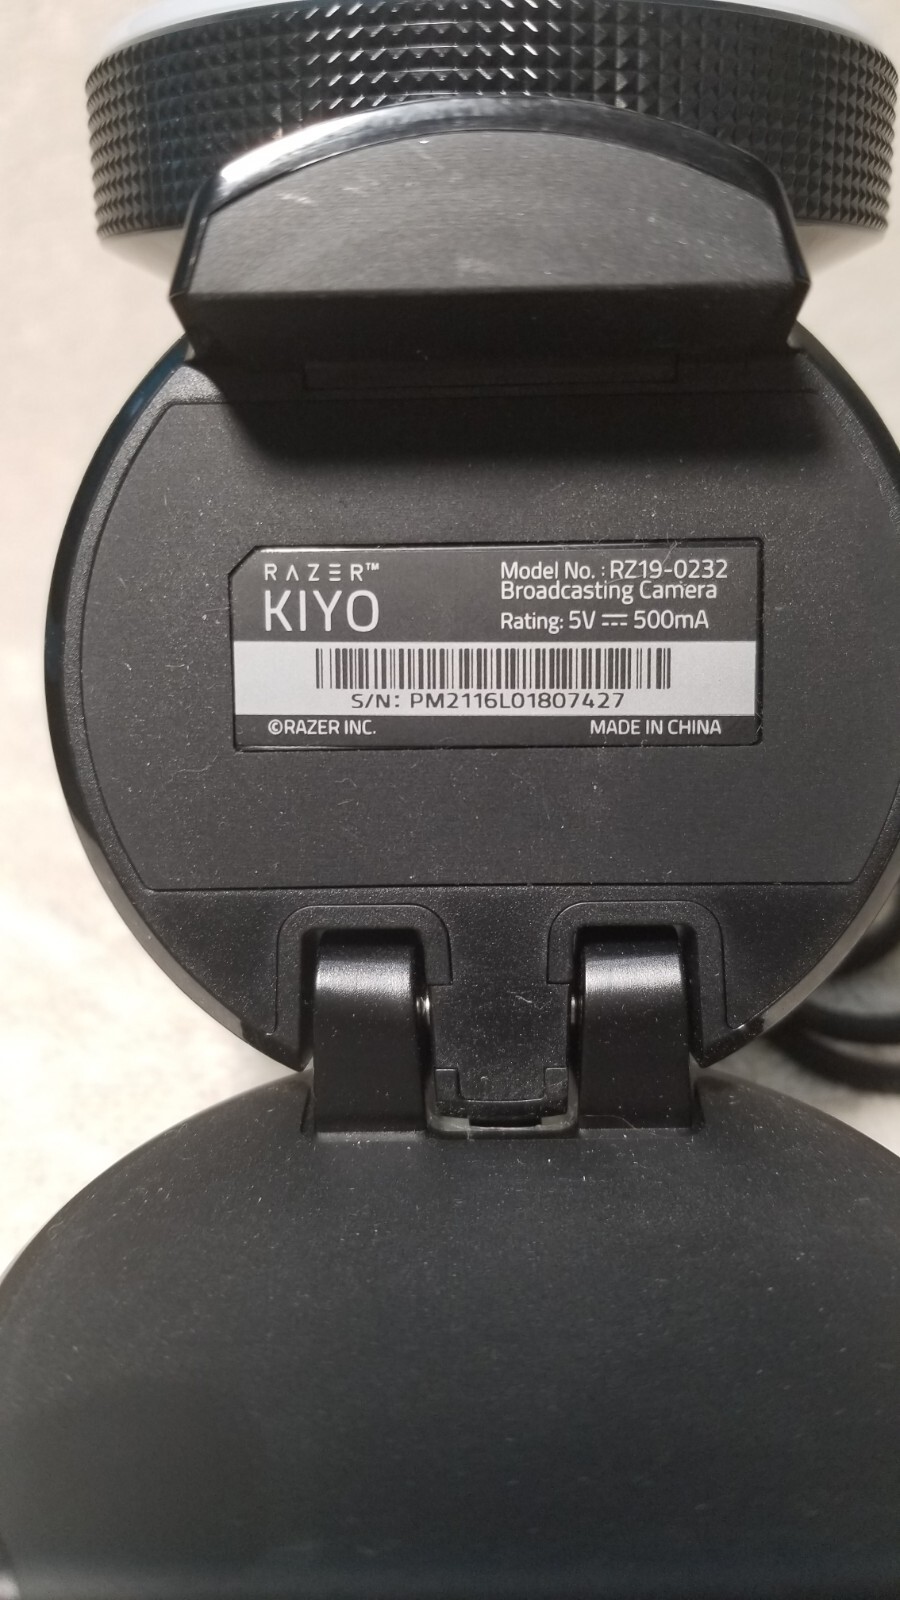 RAZER™
KIYO
Model No. : RZ19-0232
Broadcasting Camera
Rating: 5V ⎓ 500mA
S/N: PM2116L01807427
©RAZER INC.
MADE IN CHINA